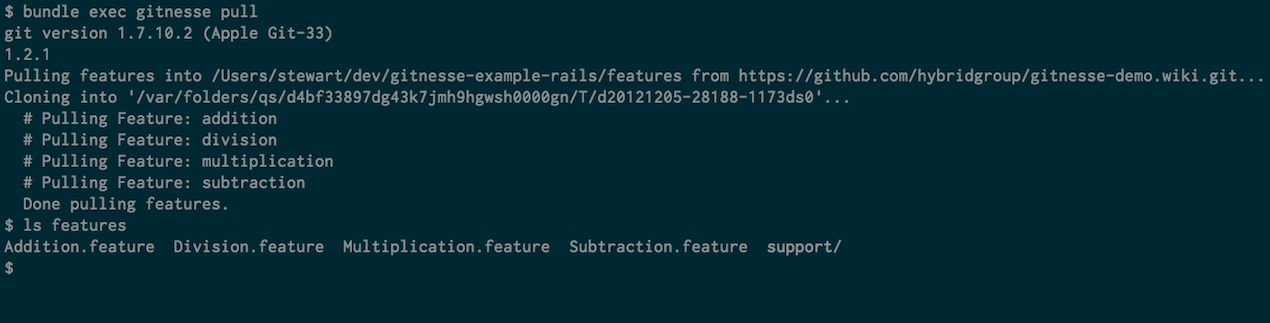 $ bundle exec gitnesse pull
git version 1.7.10.2 (Apple Git-33)
1.2.1
Pulling features into /Users/stewart/dev/gitnesse-example-rails/features from https://github.com/hybridgroup/gitnesse-demo.wiki.git...
Cloning into '/var/folders/qs/d4bf33897dg43k7jmh9hgwsh0000gn/T/d20121205-28188-1173ds0'...
  # Pulling Feature: addition
  # Pulling Feature: division
  # Pulling Feature: multiplication
  # Pulling Feature: subtraction
  Done pulling features.
$ ls features
Addition.feature  Division.feature  Multiplication.feature  Subtraction.feature  support/
$